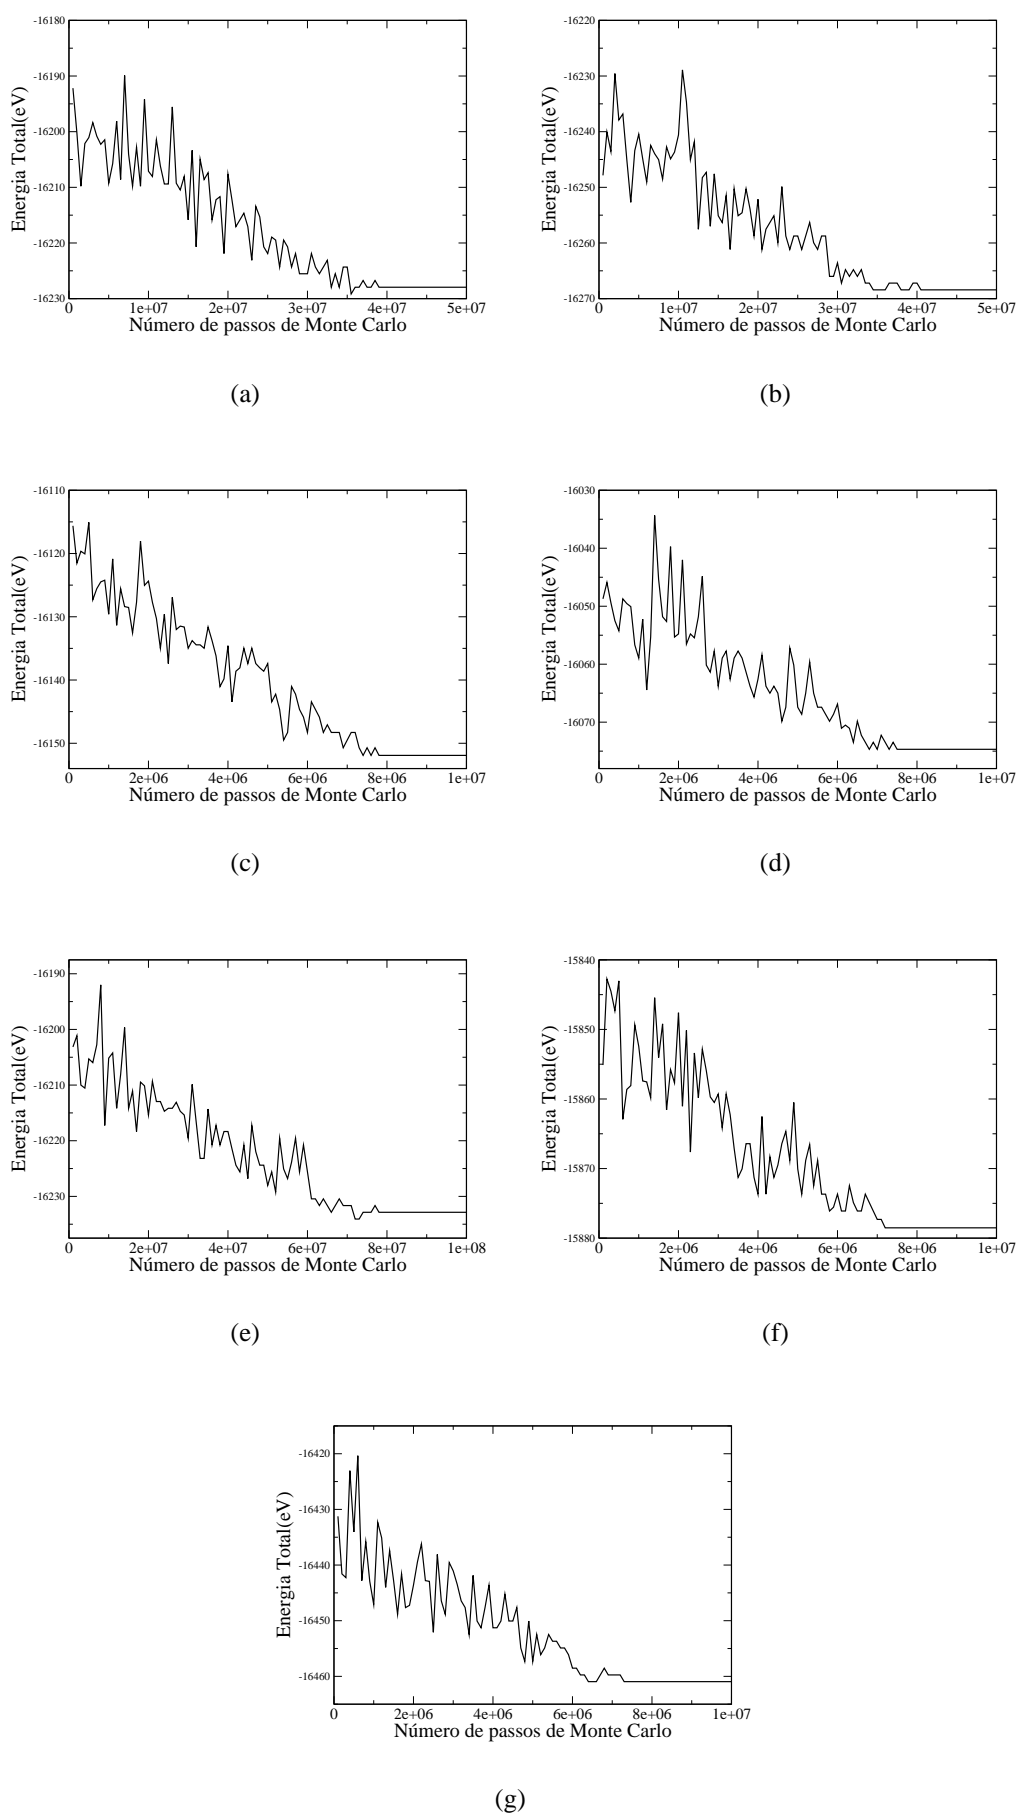 -16180
-16190
-16200
-16210
-16220
-16230
Energia Total(eV)
0 1e+07 2e+07 3e+07 4e+07 5e+07
Número de passos de Monte Carlo
(a)
-16220
-16230
-16240
-16250
-16260
-16270
Energia Total(eV)
0 1e+07 2e+07 3e+07 4e+07 5e+07
Número de passos de Monte Carlo
(b)
-16110
-16120
-16130
-16140
-16150
Energia Total(eV)
0 2e+06 4e+06 6e+06 8e+06 1e+07
Número de passos de Monte Carlo
(c)
-16030
-16040
-16050
-16060
-16070
Energia Total(eV)
0 2e+06 4e+06 6e+06 8e+06 1e+07
Número de passos de Monte Carlo
(d)
-16190
-16200
-16210
-16220
-16230
Energia Total(eV)
0 2e+07 4e+07 6e+07 8e+07 1e+08
Número de passos de Monte Carlo
(e)
-15840
-15850
-15860
-15870
-15880
Energia Total(eV)
0 2e+06 4e+06 6e+06 8e+06 1e+07
Número de passos de Monte Carlo
(f)
-16420
-16430
-16440
-16450
-16460
Energia Total(eV)
0 2e+06 4e+06 6e+06 8e+06 1e+07
Número de passos de Monte Carlo
(g)